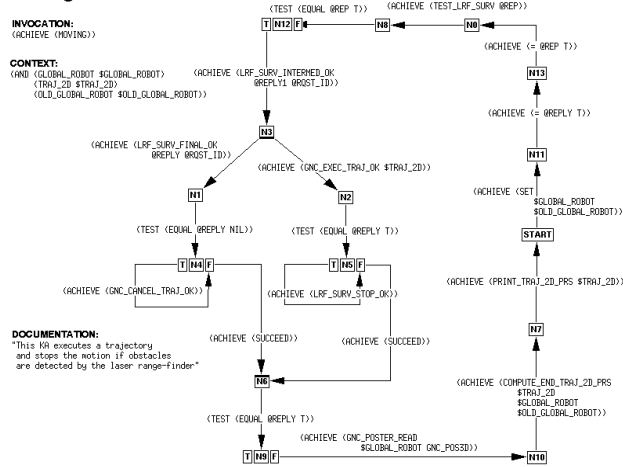 (TEST (EQUAL @REP T))
(ACHIEVE (TEST_LRF_SURV @REP))
INVOCATION:
(ACHIEVE (MOVING))
T N12 F
N8
N0
(ACHIEVE (= @REP T))
CONTEXT:
(AND (GLOBAL_ROBOT $GLOBAL_ROBOT)
(TRAJ_2D $TRAJ_2D)
(OLD_GLOBAL_ROBOT $OLD_GLOBAL_ROBOT))
(ACHIEVE (LRF_SURV_INTERMED_OK
@REPLY1 @RQST_ID))
N13
(ACHIEVE (= @REPLY T))
N3
(ACHIEVE (LRF_SURV_FINAL_OK
@REPLY @RQST_ID))
(ACHIEVE (GNC_EXEC_TRAJ_OK $TRAJ_2D))
N11
N1
N2
(ACHIEVE (SET
$GLOBAL_ROBOT
$OLD_GLOBAL_ROBOT))
(TEST (EQUAL @REPLY NIL))
(TEST (EQUAL @REPLY T))
START
T N4 F
T N5 F
(ACHIEVE (GNC_CANCEL_TRAJ_OK))
(ACHIEVE (LRF_SURV_STOP_OK))
(ACHIEVE (PRINT_TRAJ_2D_PRS $TRAJ_2D))
DOCUMENTATION:
"This KA executes a trajectory
and stops the motion if obstacles
are detected by the laser range-finder"
(ACHIEVE (SUCCEED))
(ACHIEVE (SUCCEED))
N7
N6
(ACHIEVE (COMPUTE_END_TRAJ_2D_PRS
$TRAJ_2D
$GLOBAL_ROBOT
$OLD_GLOBAL_ROBOT))
(TEST (EQUAL @REPLY T))
(ACHIEVE (GNC_POSTER_READ
$GLOBAL_ROBOT GNC_POS3D))
T N9 F
N10